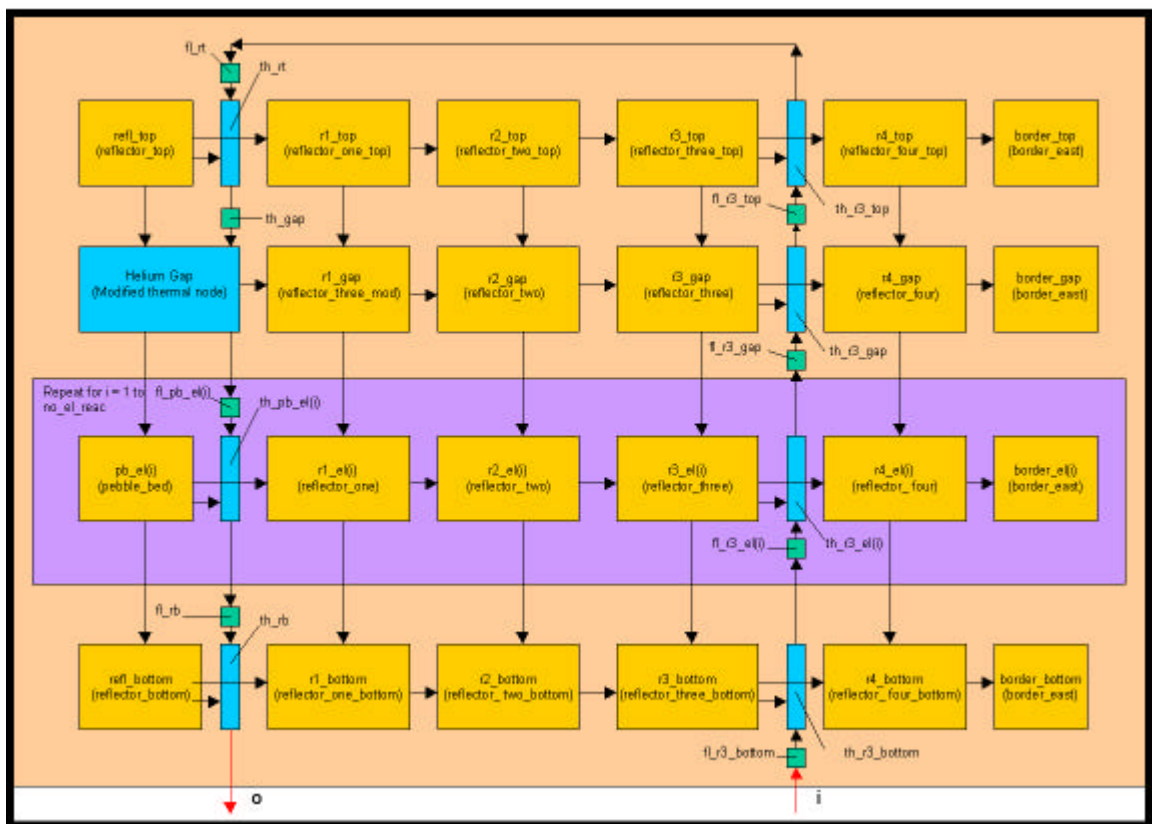 fl_rt
th_rt
refl_top
(reflector_top)
r1_top
(reflector_one_top)
r2_top
(reflector_two_top)
r3_top
(reflector_three_top)
r4_top
(reflector_four_top)
border_top
(border_east)
th_gap
fl_r3_top
th_r3_top
Helium Gap
(Modified thermal node)
r1_gap
(reflector_three_mod)
r2_gap
(reflector_two)
r3_gap
(reflector_three)
r4_gap
(reflector_four)
border_gap
(border_east)
fl_r3_gap
th_r3_gap
Repeat for i = 1 to
no_el_reac
fl_pb_el(i)
th_pb_el(i)
pb_el(i)
(pebble_bed)
r1_el(i)
(reflector_one)
r2_el(i)
(reflector_two)
r3_el(i)
(reflector_three)
r4_el(i)
(reflector_four)
border_el(i)
(border_east)
fl_r3_el(i)
th_r3_el(i)
fl_rb
th_rb
refl_bottom
(reflector_bottom)
r1_bottom
(reflector_one_bottom)
r2_bottom
(reflector_two_bottom)
r3_bottom
(reflector_three_bottom)
r4_bottom
(reflector_four_bottom)
border_bottom
(border_east)
fl_r3_bottom
th_r3_bottom
o
i